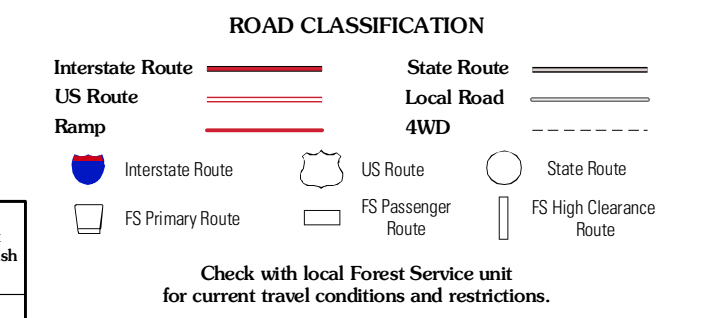 ROAD CLASSIFICATION
Interstate Route
State Route
US Route
Local Road
Ramp
4WD
Interstate Route
US Route
State Route
FS Primary Route
FS Passenger
Route
FS High Clearance
Route
sh
Check with local Forest Service unit
for current travel conditions and restrictions.